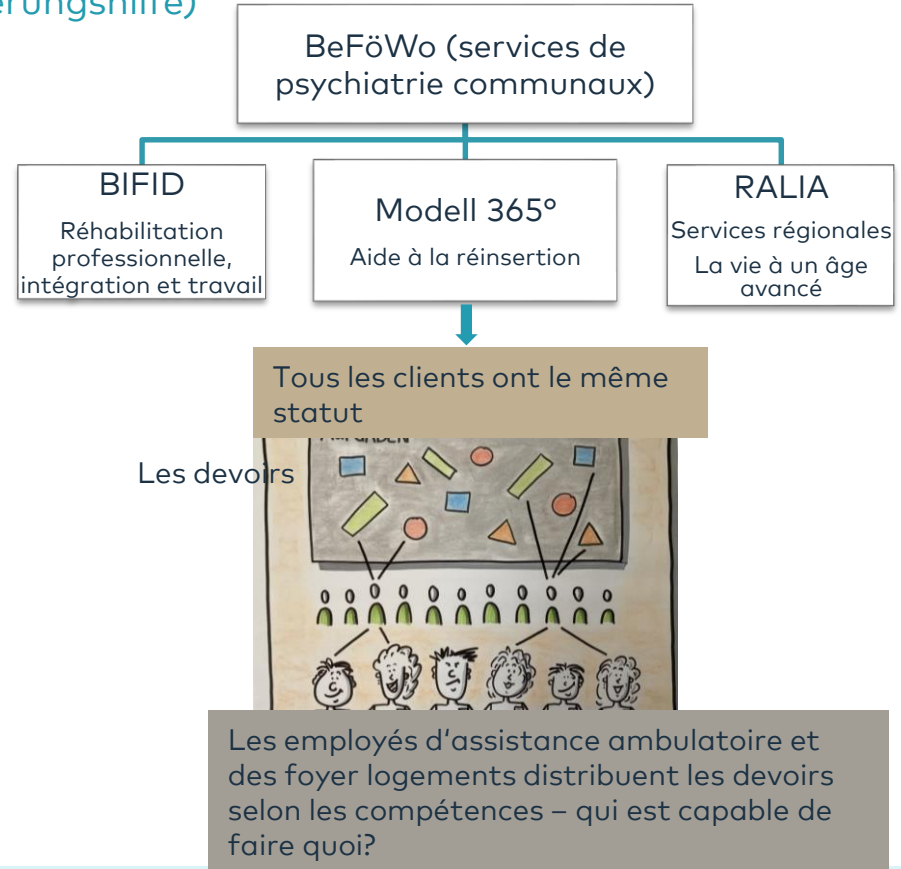 erungshilfe)
BeFöWo (services de
psychiatrie communaux)
BIFID
Réhabilitation
professionnelle,
intégration et travail
Modell 365°
Aide à la réinsertion
RALIA
Services régionales
La vie à un âge
avancé
Tous les clients ont le même
statut
Les devoirs
Les employés d'assistance ambulatoire et
des foyer logements distribuent les devoirs
selon les compétences – qui est capable de
faire quoi?